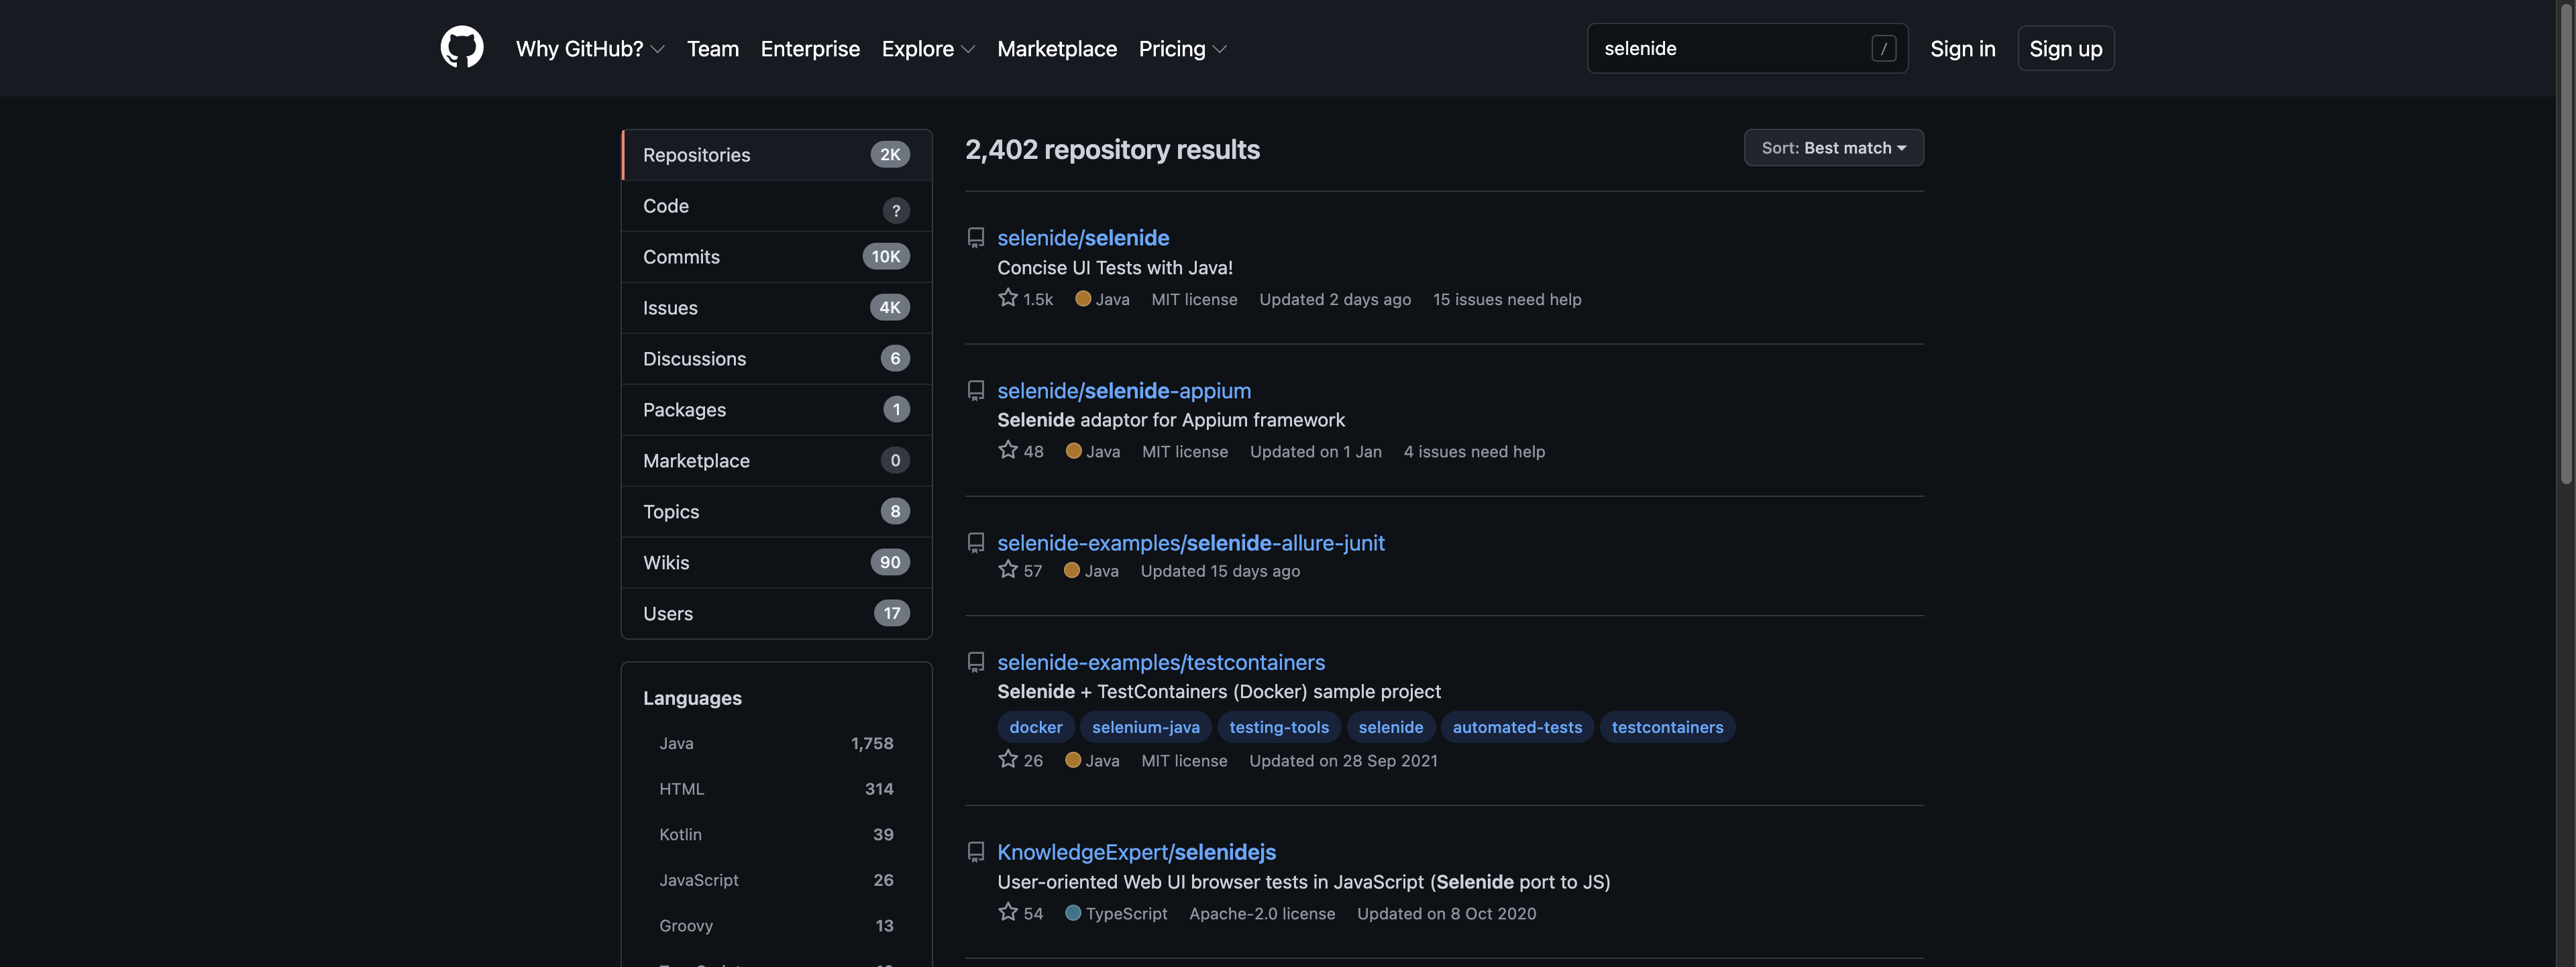 Why GitHub? Team Enterprise Explore Marketplace Pricing selenide / Sign in Sign up
Repositories 2K
Code ?
Commits 10K
Issues 4K
Discussions 6
Packages 1
Marketplace 0
Topics 8
Wikis 90
Users 17
Languages
Java 1,758
HTML 314
Kotlin 39
JavaScript 26
Groovy 13
2,402 repository results
Sort: Best match
selenide/selenide
Concise UI Tests with Java!
1.5k Java MIT license Updated 2 days ago 15 issues need help
selenide/selenide-appium
Selenide adaptor for Appium framework
48 Java MIT license Updated on 1 Jan 4 issues need help
selenide-examples/selenide-allure-junit
57 Java Updated 15 days ago
selenide-examples/testcontainers
Selenide + TestContainers (Docker) sample project
docker selenium-java testing-tools selenide automated-tests testcontainers
26 Java MIT license Updated on 28 Sep 2021
KnowledgeExpert/selenidejs
User-oriented Web UI browser tests in JavaScript (Selenide port to JS)
54 TypeScript Apache-2.0 license Updated on 8 Oct 2020